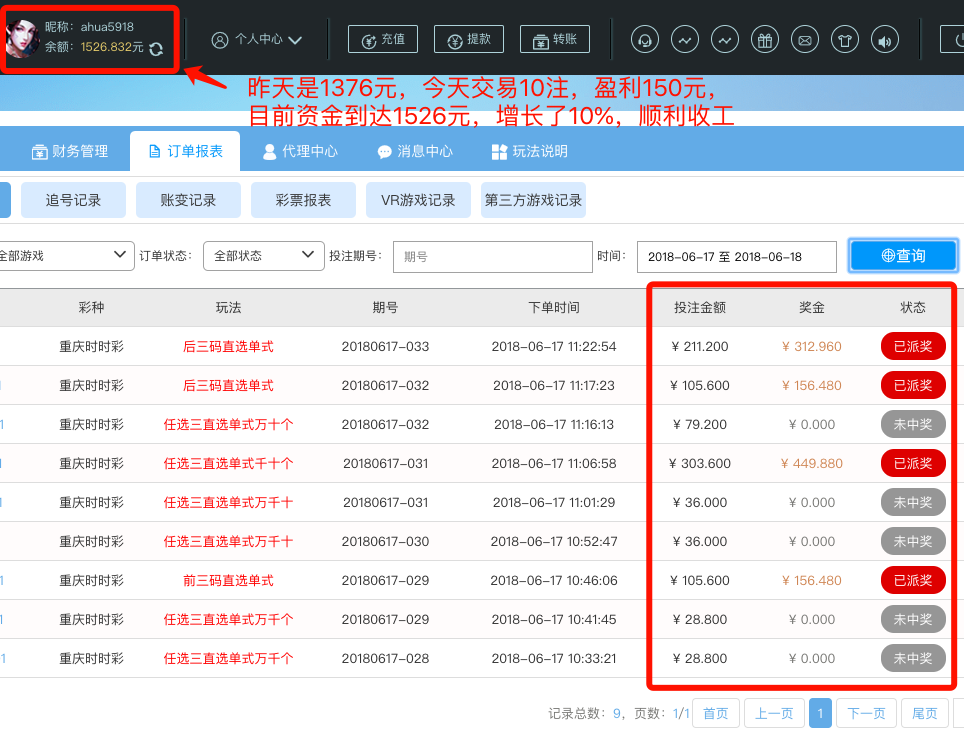 昵称: ahua5918
余额: 1526.832元
个人中心
充值
提款
转账
昨天是1376元，今天交易10注，盈利150元，
目前资金到达1526元，增长了10%，顺利收工
财务管理 订单报表 代理中心 消息中心 玩法说明
追号记录 账变记录 彩票报表 VR游戏记录 第三方游戏记录
全部游戏 订单状态: 全部状态 投注期号: 期号 时间: 2018-06-17 至 2018-06-18 查询
彩种 玩法 期号 下单时间 投注金额 奖金 状态
重庆时时彩 后三码直选单式 20180617-033 2018-06-17 11:22:54 ¥ 211.200 ¥ 312.960 已派奖
重庆时时彩 后三码直选单式 20180617-032 2018-06-17 11:17:23 ¥ 105.600 ¥ 156.480 已派奖
1 重庆时时彩 任选三直选单式万十个 20180617-032 2018-06-17 11:16:13 ¥ 79.200 ¥ 0.000 未中奖
重庆时时彩 任选三直选单式千十个 20180617-031 2018-06-17 11:06:58 ¥ 303.600 ¥ 449.880 已派奖
重庆时时彩 任选三直选单式万千十 20180617-031 2018-06-17 11:01:29 ¥ 36.000 ¥ 0.000 未中奖
重庆时时彩 任选三直选单式万千十 20180617-030 2018-06-17 10:52:47 ¥ 36.000 ¥ 0.000 未中奖
1 重庆时时彩 前三码直选单式 20180617-029 2018-06-17 10:46:06 ¥ 105.600 ¥ 156.480 已派奖
重庆时时彩 任选三直选单式万千个 20180617-029 2018-06-17 10:41:45 ¥ 28.800 ¥ 0.000 未中奖
1 重庆时时彩 任选三直选单式万千个 20180617-028 2018-06-17 10:33:21 ¥ 28.800 ¥ 0.000 未中奖
记录总数: 9, 页数: 1/1 首页 上一页 1 下一页 尾页